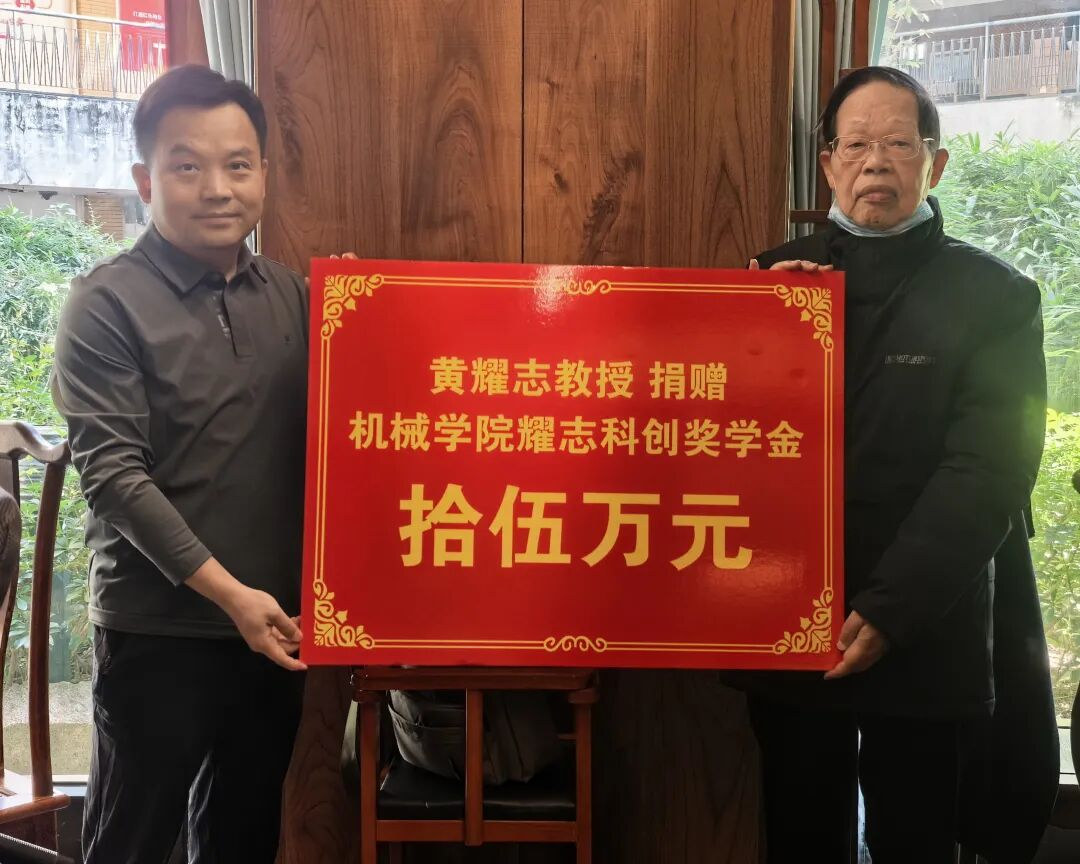 黄耀志教授 捐赠
机械学院耀志科创奖学金
拾伍万元